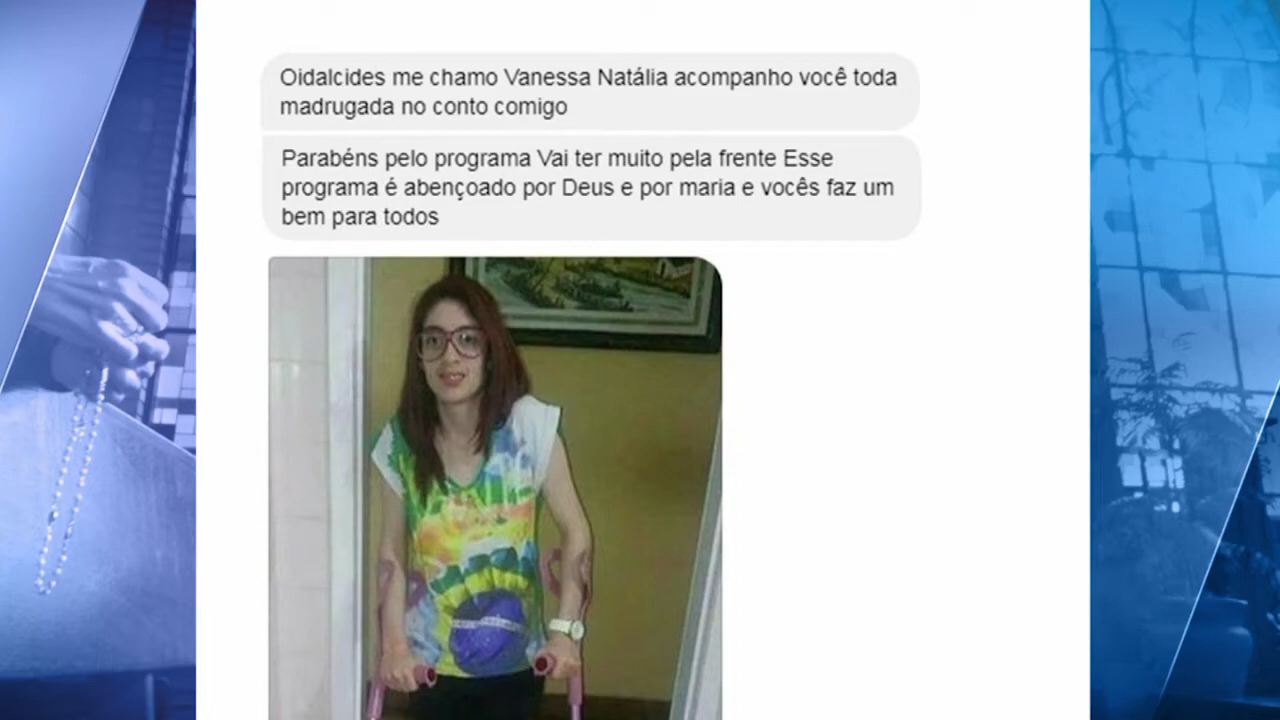 Oidalcides me chamo Vanessa Natália acompanho você toda
madrugada no conto comigo
Parabéns pelo programa Vai ter muito pela frente Esse
programa é abençoado por Deus e por maria e vocês faz um
bem para todos